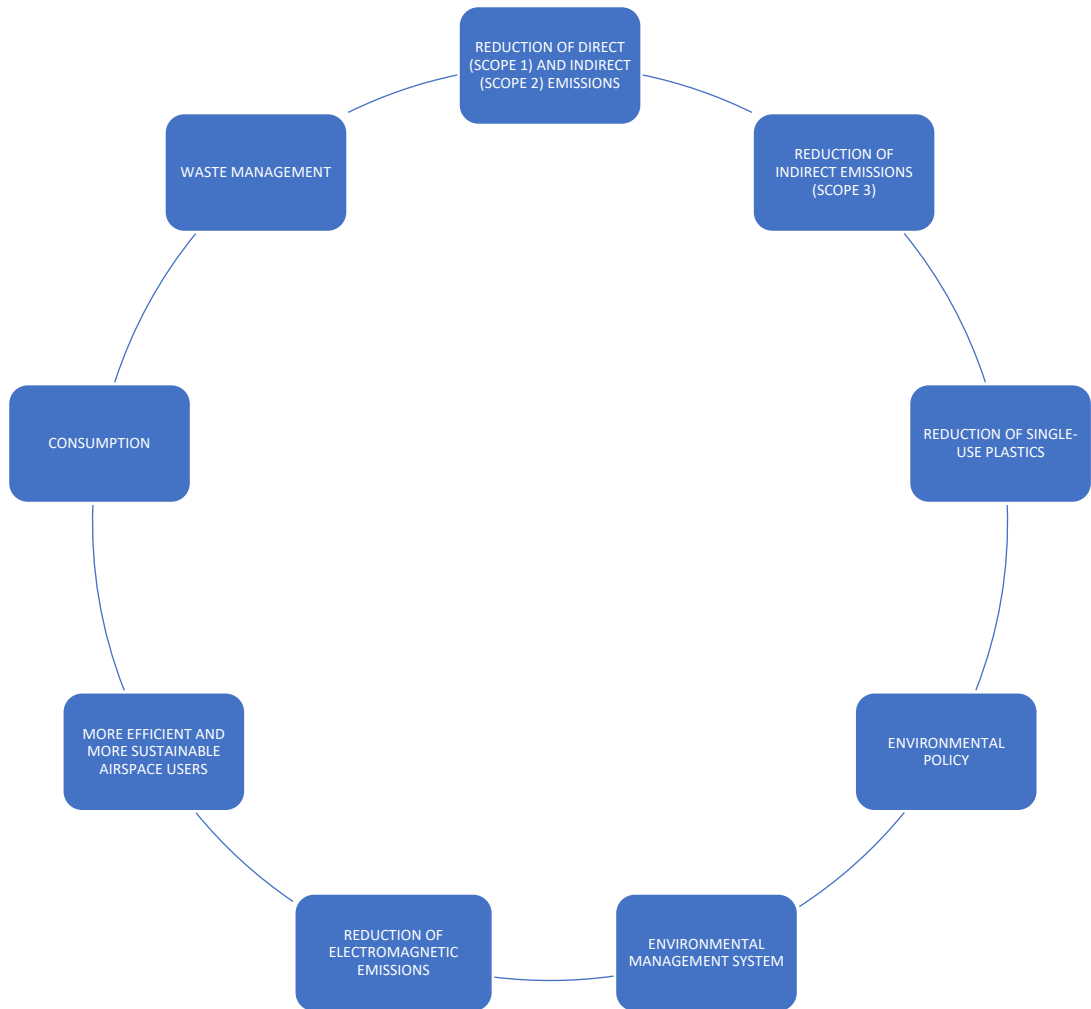 REDUCTION OF DIRECT
(SCOPE 1) AND INDIRECT
(SCOPE 2) EMISSIONS
REDUCTION OF
INDIRECT EMISSIONS
(SCOPE 3)
REDUCTION OF SINGLE-
USE PLASTICS
ENVIRONMENTAL
POLICY
ENVIRONMENTAL
MANAGEMENT SYSTEM
REDUCTION OF
ELECTROMAGNETIC
EMISSIONS
MORE EFFICIENT AND
MORE SUSTAINABLE
AIRSPACE USERS
CONSUMPTION
WASTE MANAGEMENT